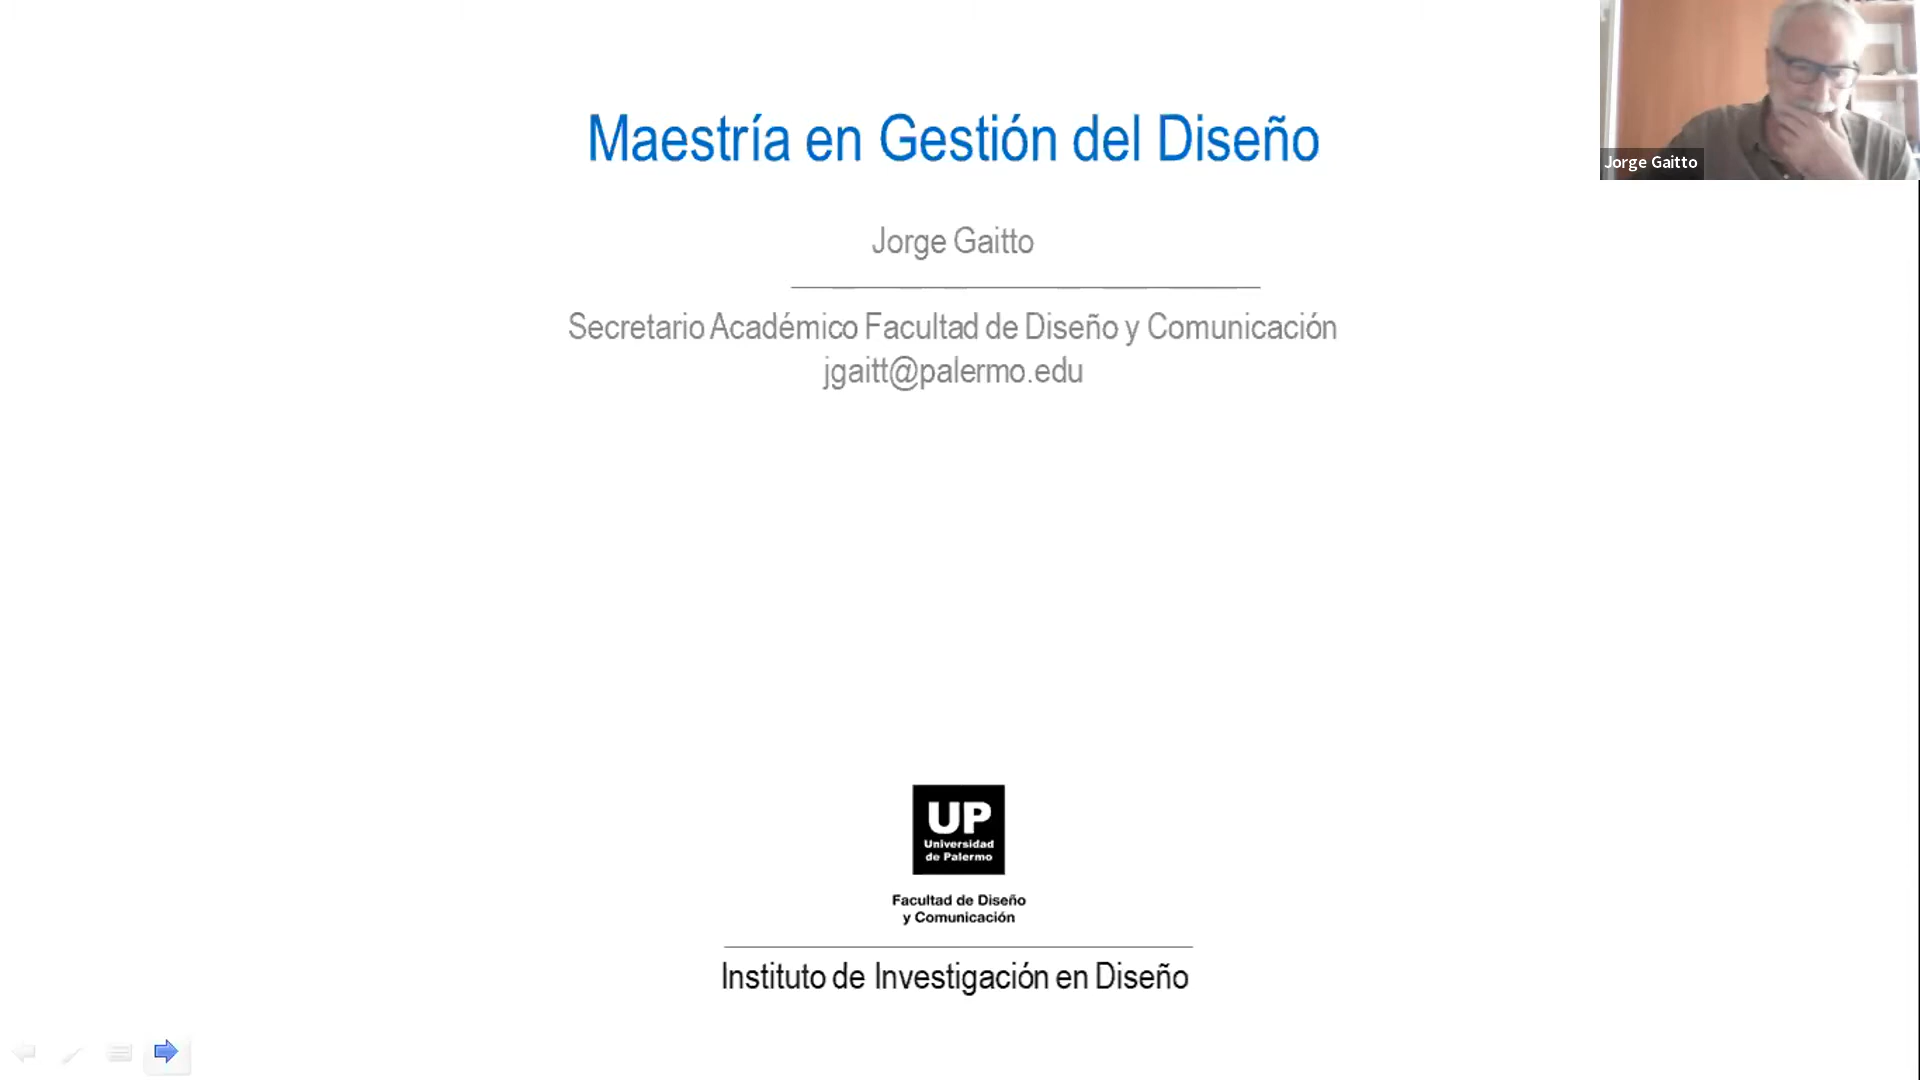 Maestría en Gestión del Diseño
Jorge Gaitto
Jorge Gaitto
Secretario Académico Facultad de Diseño y Comunicación
jgaitt@palermo.edu
UP
Universidad
de Palermo
Facultad de Diseño
y Comunicación
Instituto de Investigación en Diseño